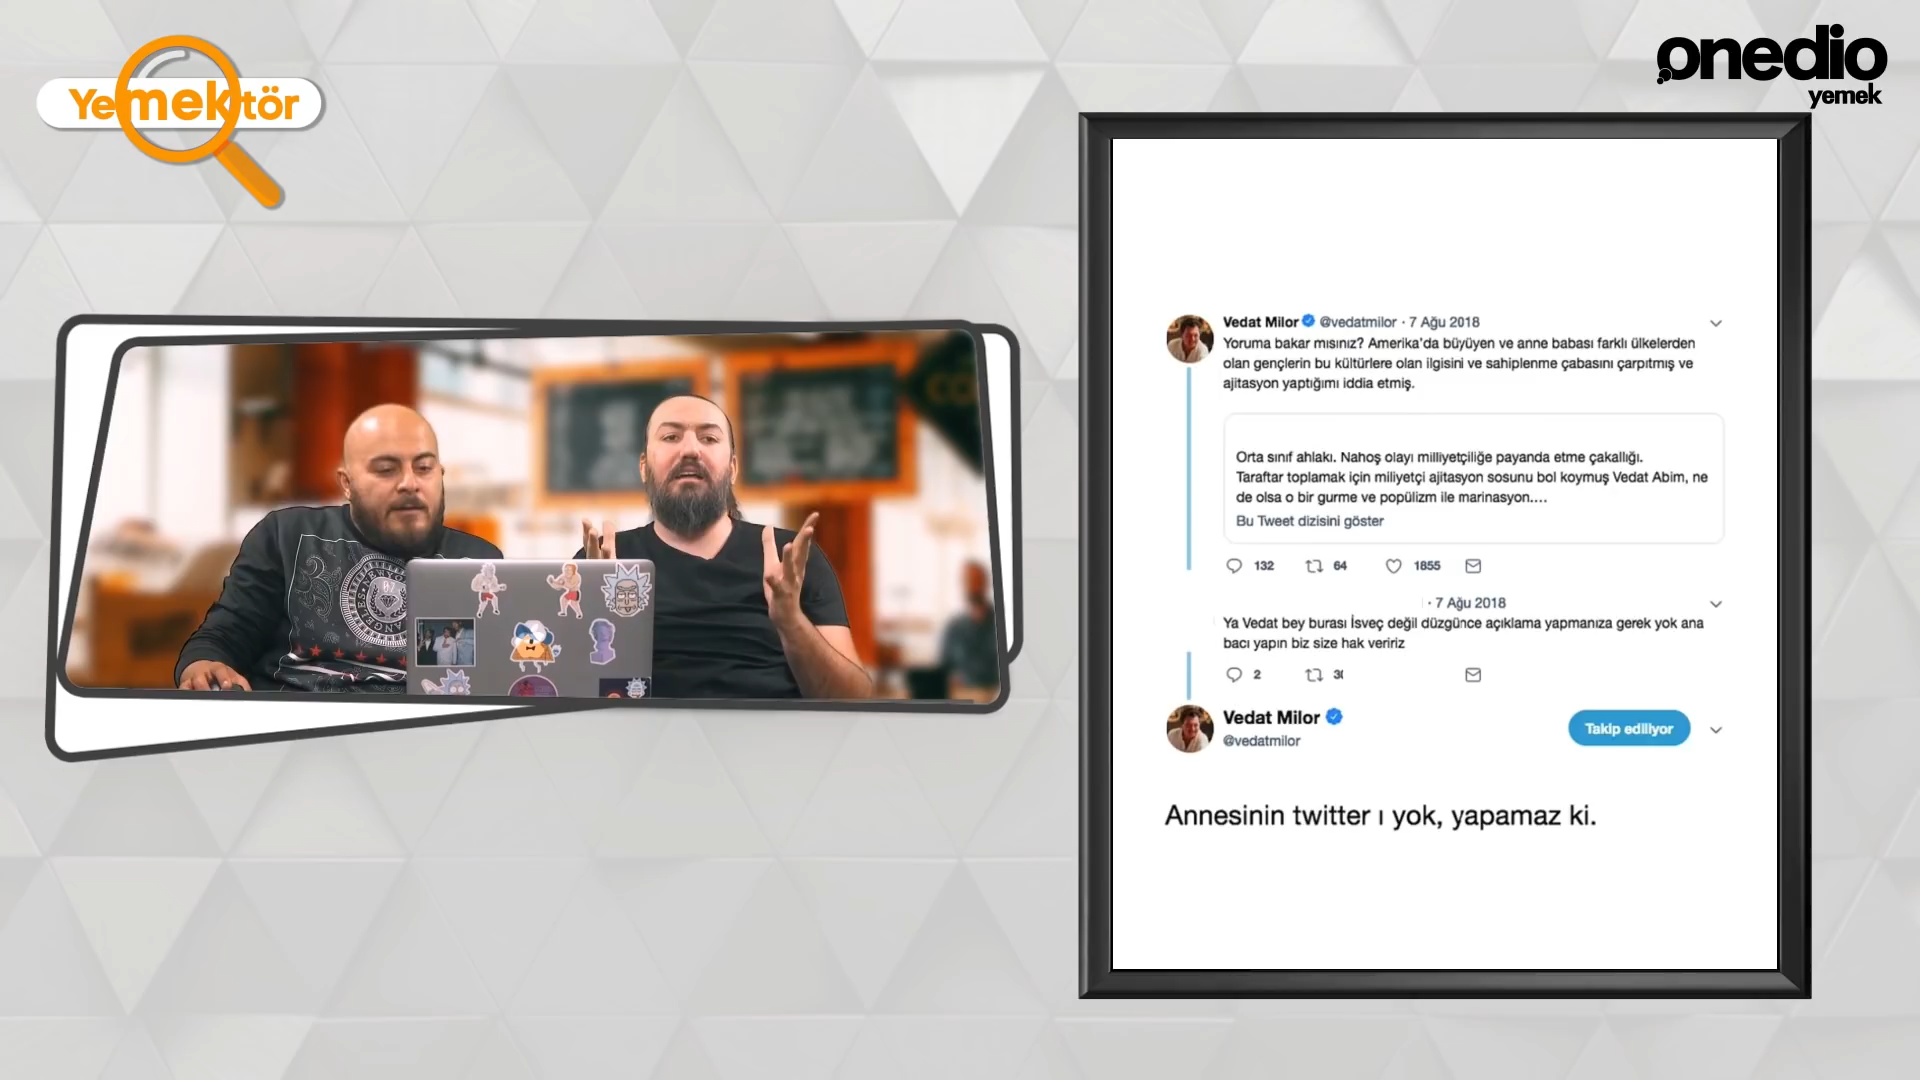 Yemektör
onedio
yemek
Vedat Milor @vedatmilor · 7 Ağu 2018
Yoruma bakar mısınız? Amerika'da büyüyen ve anne babası farklı ülkelerden
olan gençlerin bu kültürlere olan ilgisini ve sahiplenme çabasını çarpıtmış ve
ajitasyon yaptığımı iddia etmiş.
Orta sınıf ahlakı. Nahoş olayı milliyetçiliğe payanda etme çakallığı.
Taraftar toplamak için miliyetçi ajitasyon sosunu bol koymuş Vedat Abim, ne
de olsa o bir gurme ve popülizm ile marinasyon....
Bu Tweet dizisini göster
132 64 1855
· 7 Ağu 2018
Ya Vedat bey burası İsveç değil düzgünce açıklama yapmanıza gerek yok ana
bacı yapın biz size hak veririz
2
Vedat Milor
@vedatmilor
Takip ediliyor
Annesinin twitter ı yok, yapamaz ki.